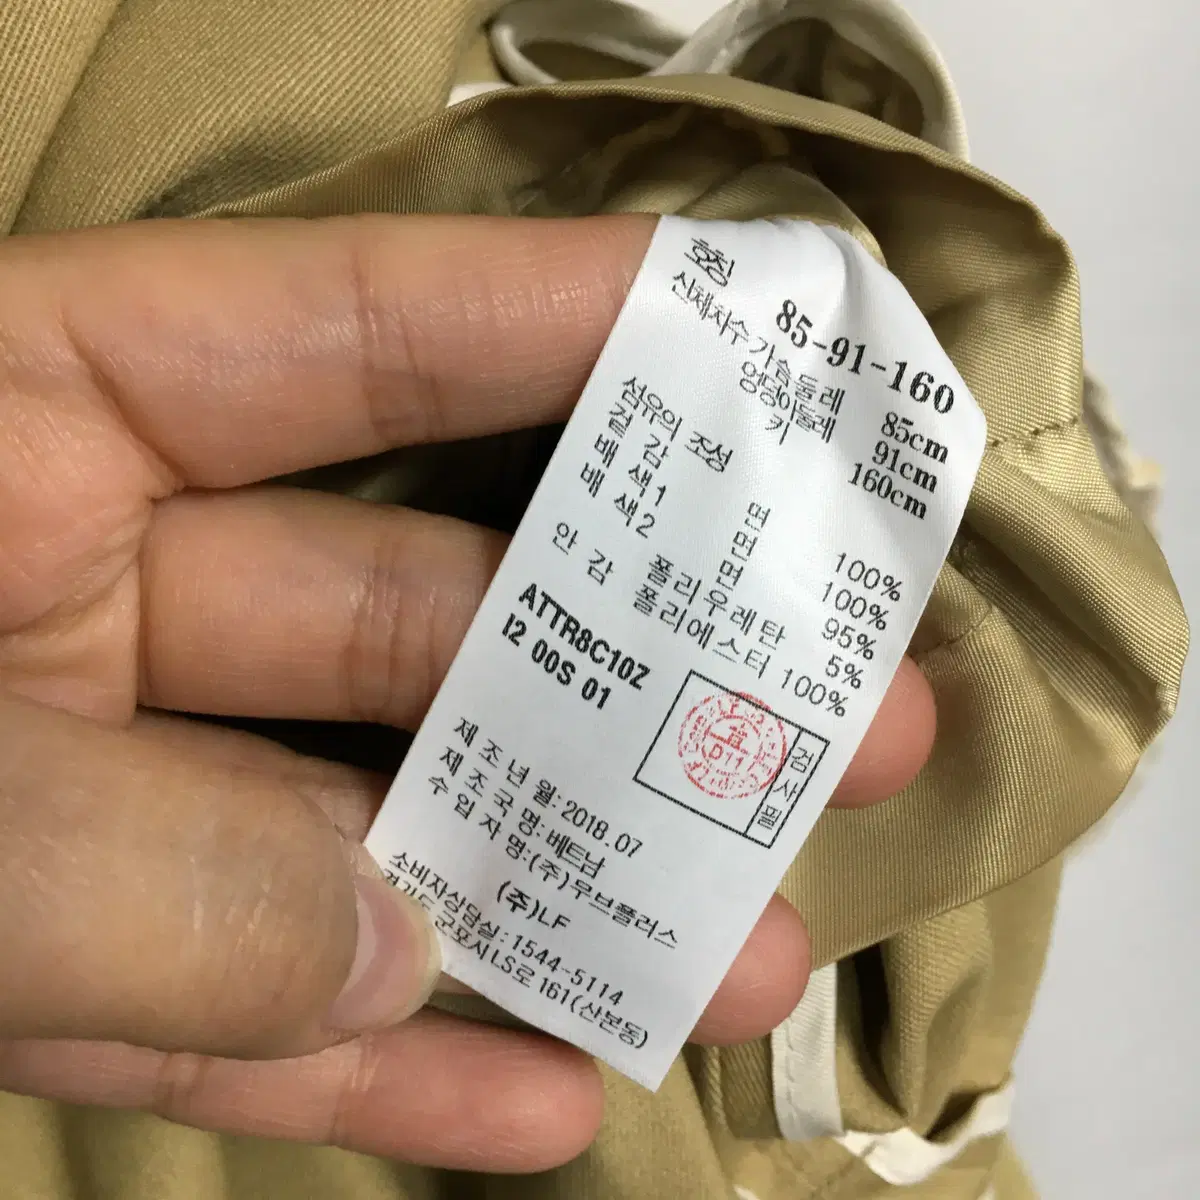 호칭 85-91-160
신체치수 가슴둘레 85cm
엉덩이둘레 91cm
키 160cm
섬유의 조성
겉감 면 100%
배색1 면 100%
배색2 면 95%
폴리우레탄 5%
안감 폴리에스터 100%
ATTR8C10Z
I2 00S 01
검사필
D11
제조년월: 2018.07
제조국명: 베트남
수입자명:(주)무브플러스
(주)LF
소비자상담실: 1544-5114
경기도 군포시 LS로 161(산본동)